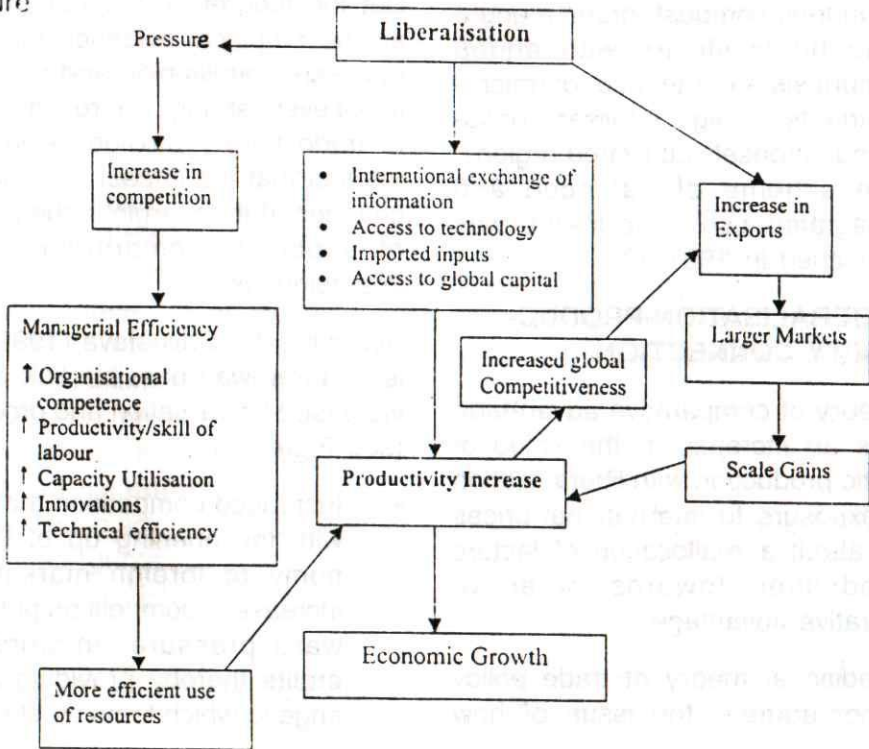 Liberalisation
Pressure
Increase in
competition
• International exchange of
information
• Access to technology
• Imported inputs
• Access to global capital
Increase in
Exports
Larger Markets
Scale Gains
Managerial Efficiency
↑ Organisational
competence
↑ Productivity/skill of
labour
↑ Capacity Utilisation
↑ Innovations
↑ Technical efficiency
Increased global
Competitiveness
Productivity Increase
More efficient use
of resources
Economic Growth